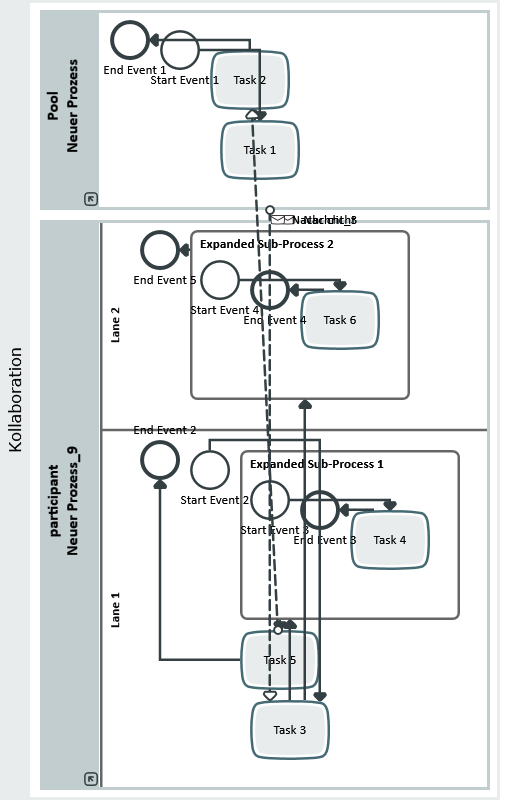 Kollaboration
Pool
Neuer Prozess
End Event 1
Start Event 1
Task 2
Task 1
participant
Neuer Prozess_9
Lane 2
Expanded Sub-Process 2
End Event 5
Start Event 4
End Event 4
Task 6
Lane 1
End Event 2
Expanded Sub-Process 1
Start Event 2
Start Event 3
End Event 3
Task 4
Task 5
Task 3